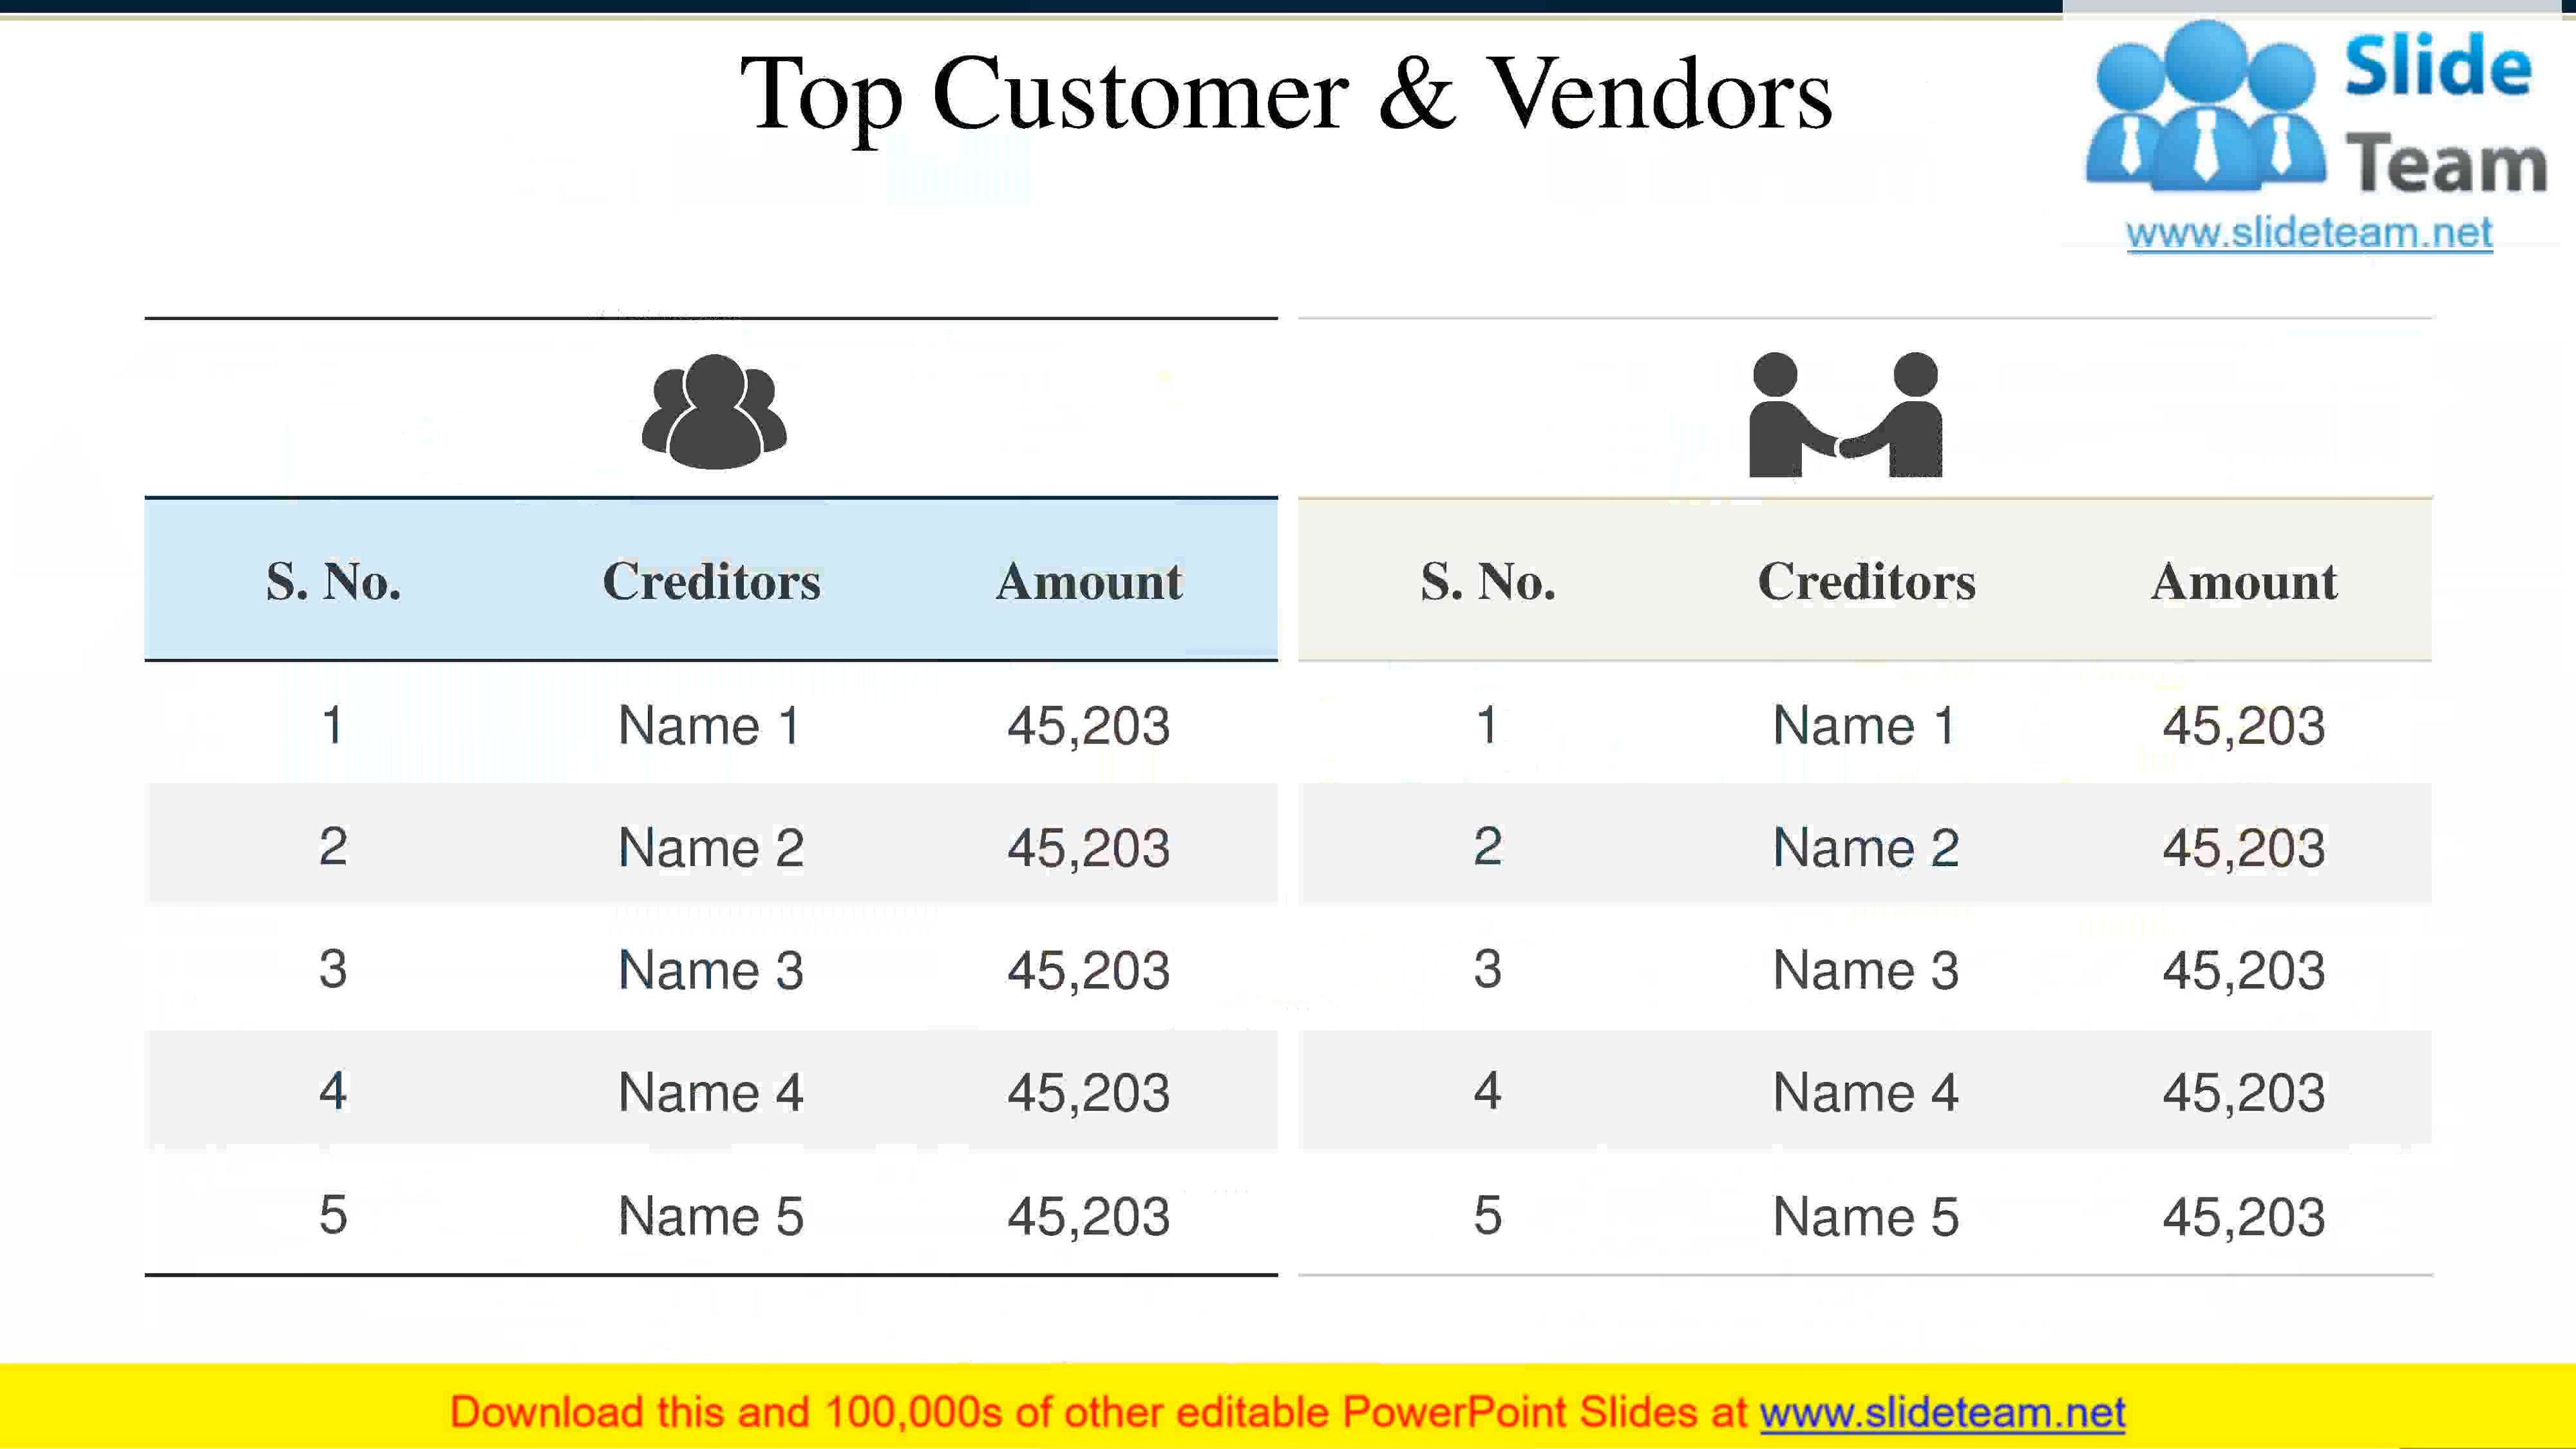 Top Customer & Vendors
Slide
Team
www.slideteam.net
S. No. Creditors Amount S. No. Creditors Amount
1 Name 1 45,203 1 Name 1 45,203
2 Name 2 45,203 2 Name 2 45,203
3 Name 3 45,203 3 Name 3 45,203
4 Name 4 45,203 4 Name 4 45,203
5 Name 5 45,203 5 Name 5 45,203
Download this and 100,000s of other editable PowerPoint Slides at www.slideteam.net